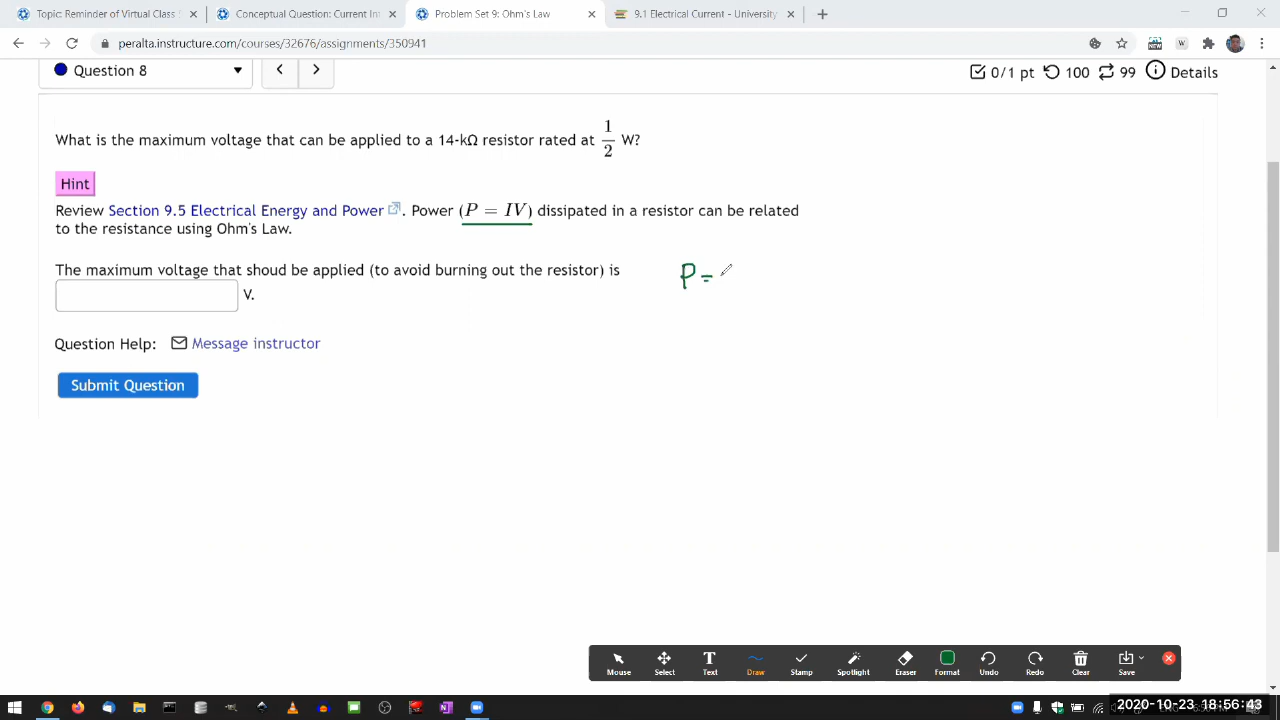 Topic: Reminder of Virtual Class
Conceptual Question: Current In
Problem Set 9: Ohm's Law
9.1 Electrical Current - University
peralta.instructure.com/courses/32676/assignments/350941
Question 8
0/1 pt 100 99 Details
What is the maximum voltage that can be applied to a 14-kΩ resistor rated at 1/2 W?
Hint
Review Section 9.5 Electrical Energy and Power. Power (P = IV) dissipated in a resistor can be related
to the resistance using Ohm's Law.
The maximum voltage that shoud be applied (to avoid burning out the resistor) is
V.
P =
Question Help: Message instructor
Submit Question
Mouse Select Text Draw Stamp Spotlight Eraser Format Undo Redo Clear Save
2020-10-23 18:56:43